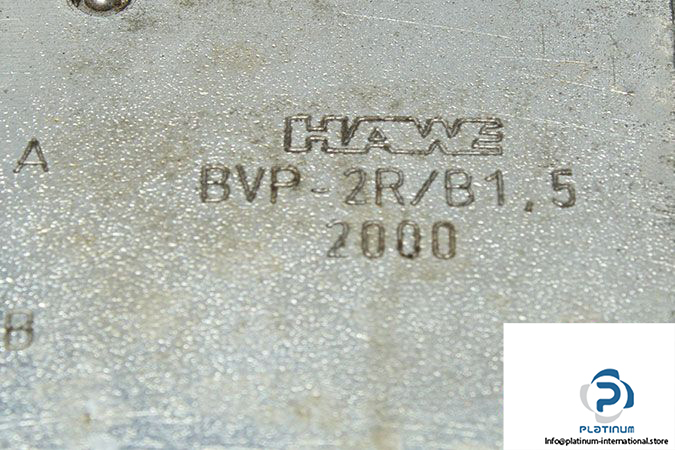 HAWE
A
BVP-2R/B1,5
2000
B
PLATINUM
Info@platinum-international.store